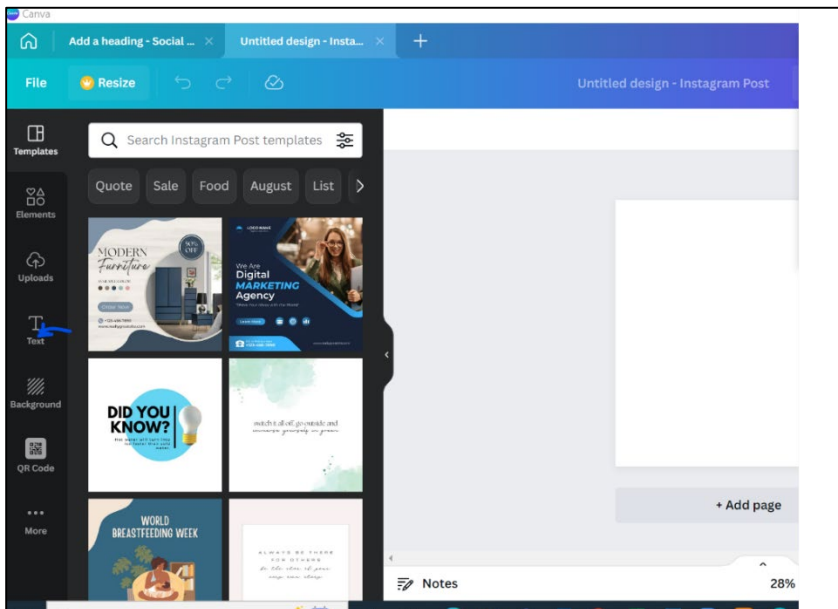 Canva
Add a heading - Social ... × Untitled design - Insta... × +
File Resize Untitled design - Instagram Post
Templates
Search Instagram Post templates
Quote Sale Food August List
Elements
Uploads
Text
Background
QR Code
More
MODERN
Furniture
50%
OFF
Order Now
We Are
Digital
MARKETING
Agency
DID YOU
KNOW?
WORLD
BREASTFEEDING WEEK
ALWAYS BE THERE
FOR OTHERS
+ Add page
Notes 28%